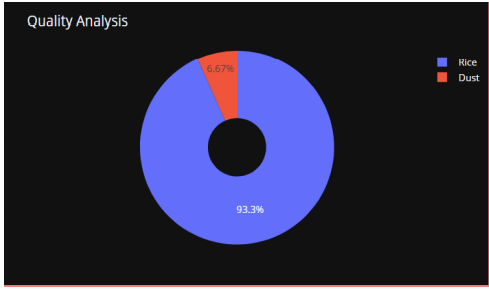 Quality Analysis
Rice
Dust
6.67%
93.3%